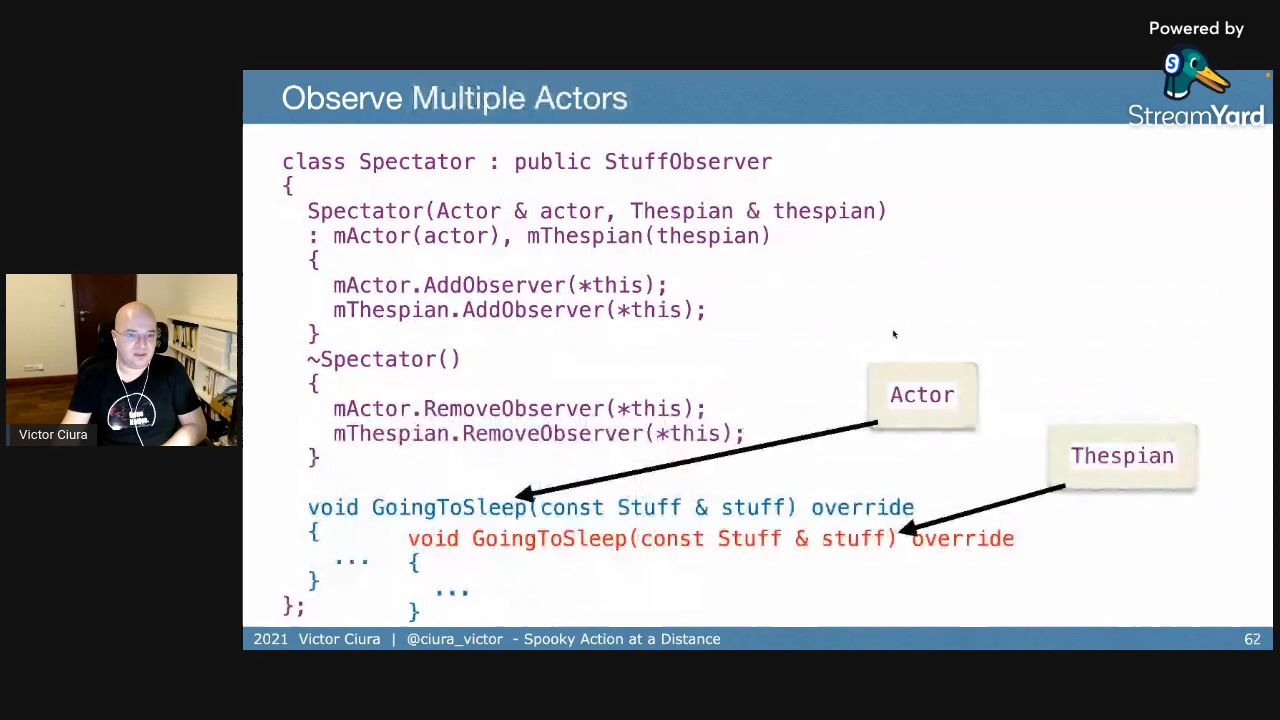 Powered by
StreamYard
Observe Multiple Actors
class Spectator : public StuffObserver
{
Spectator(Actor & actor, Thespian & thespian)
: mActor(actor), mThespian(thespian)
{
mActor.AddObserver(*this);
mThespian.AddObserver(*this);
}
~Spectator()
{
mActor.RemoveObserver(*this);
mThespian.RemoveObserver(*this);
}
Actor
Thespian
void GoingToSleep(const Stuff & stuff) override
{
...
}
void GoingToSleep(const Stuff & stuff) override
{
...
}
};
Victor Ciura
2021 Victor Ciura | @ciura_victor - Spooky Action at a Distance
62